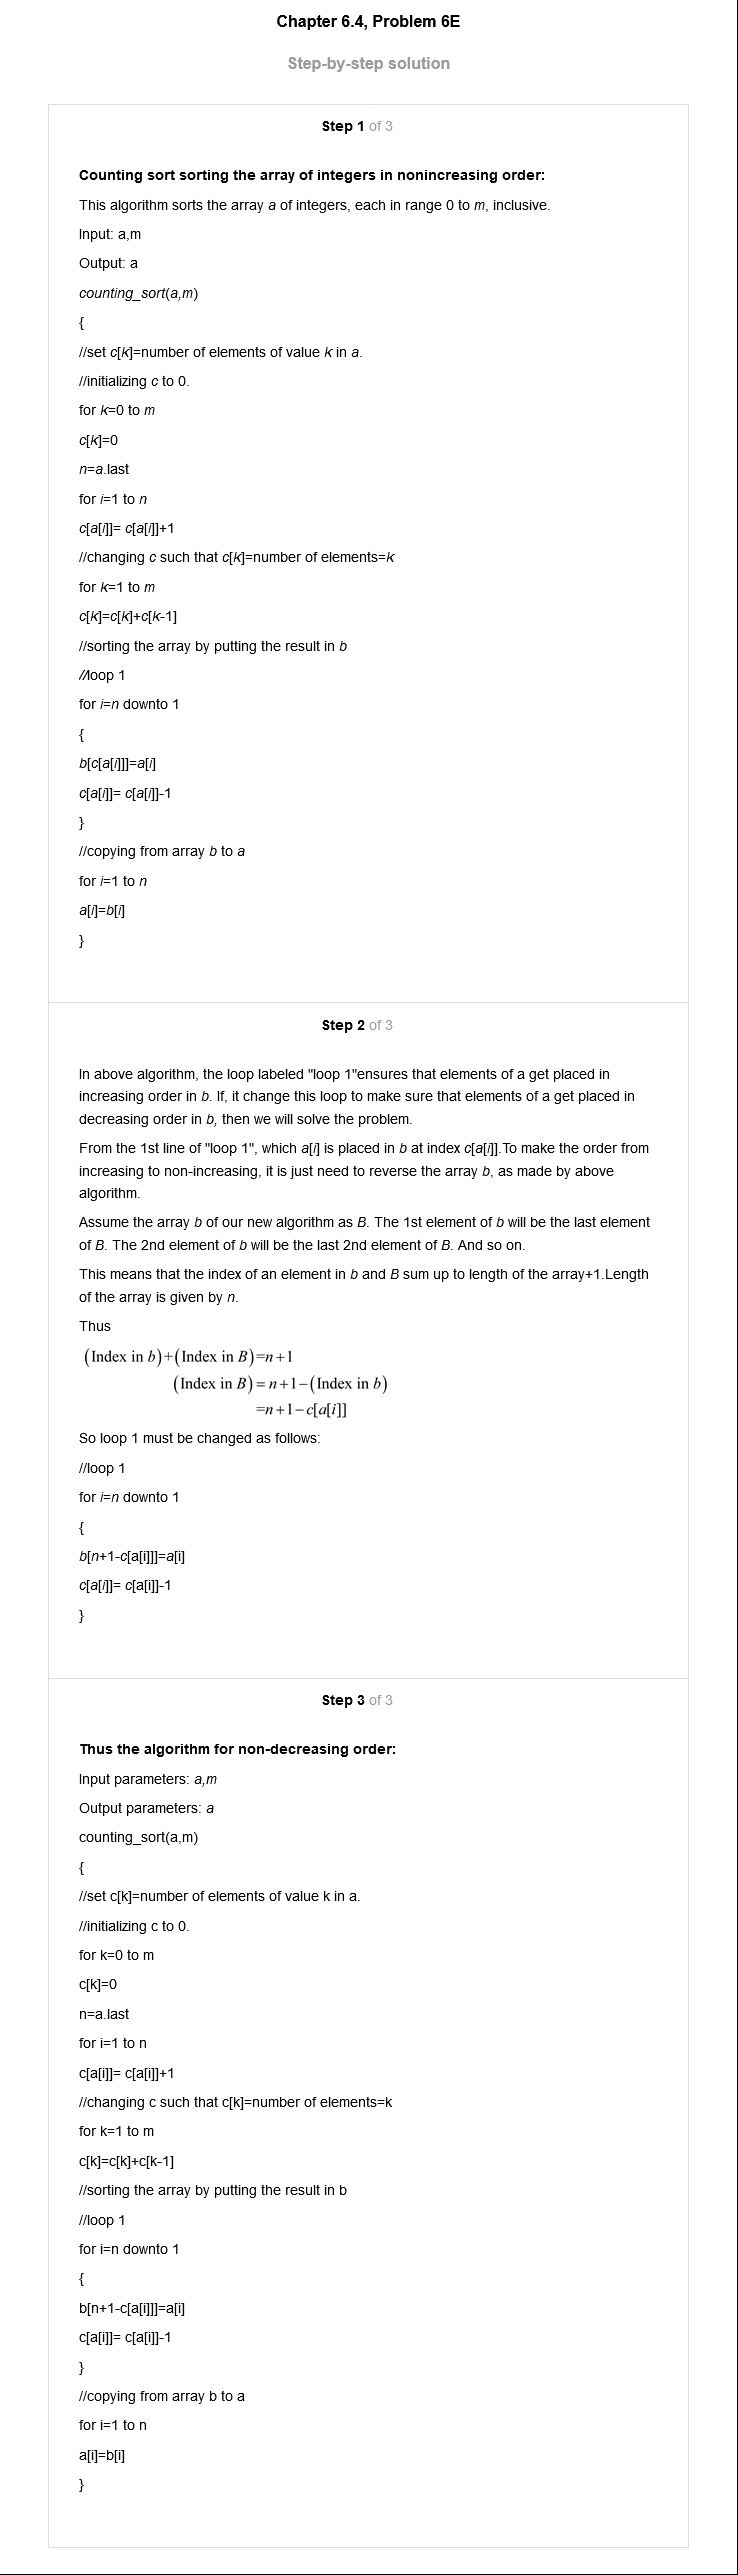 Chapter 6.4, Problem 6E
Step-by-step solution
Step 1 of 3
Counting sort sorting the array of integers in nonincreasing order:
This algorithm sorts the array a of integers, each in range 0 to m, inclusive.
Input: a,m
Output: a
counting_sort(a,m)
{
//set c[k]=number of elements of value k in a.
//initializing c to 0.
for k=0 to m
c[k]=0
n=a.last
for i=1 to n
c[a[i]]= c[a[i]]+1
//changing c such that c[k]=number of elements=k
for k=1 to m
c[k]=c[k]+c[k-1]
//sorting the array by putting the result in b
//loop 1
for i=n downto 1
{
b[c[a[i]]]=a[i]
c[a[i]]= c[a[i]]-1
}
//copying from array b to a
for i=1 to n
a[i]=b[i]
}
Step 2 of 3
In above algorithm, the loop labeled "loop 1"ensures that elements of a get placed in
increasing order in b. If, it change this loop to make sure that elements of a get placed in
decreasing order in b, then we will solve the problem.
From the 1st line of "loop 1", which a[i] is placed in b at index c[a[i]].To make the order from
increasing to non-increasing, it is just need to reverse the array b, as made by above
algorithm.
Assume the array b of our new algorithm as B. The 1st element of b will be the last element
of B. The 2nd element of b will be the last 2nd element of B. And so on.
This means that the index of an element in b and B sum up to length of the array+1.Length
of the array is given by n.
Thus
(Index in b)+(Index in B)=n+1
(Index in B)=n+1−(Index in b)
=n+1−c[a[i]]
So loop 1 must be changed as follows:
//loop 1
for i=n downto 1
{
b[n+1-c[a[i]]]=a[i]
c[a[i]]= c[a[i]]-1
}
Step 3 of 3
Thus the algorithm for non-decreasing order:
Input parameters: a,m
Output parameters: a
counting_sort(a,m)
{
//set c[k]=number of elements of value k in a.
//initializing c to 0.
for k=0 to m
c[k]=0
n=a.last
for i=1 to n
c[a[i]]= c[a[i]]+1
//changing c such that c[k]=number of elements=k
for k=1 to m
c[k]=c[k]+c[k-1]
//sorting the array by putting the result in b
//loop 1
for i=n downto 1
{
b[n+1-c[a[i]]]=a[i]
c[a[i]]= c[a[i]]-1
}
//copying from array b to a
for i=1 to n
a[i]=b[i]
}